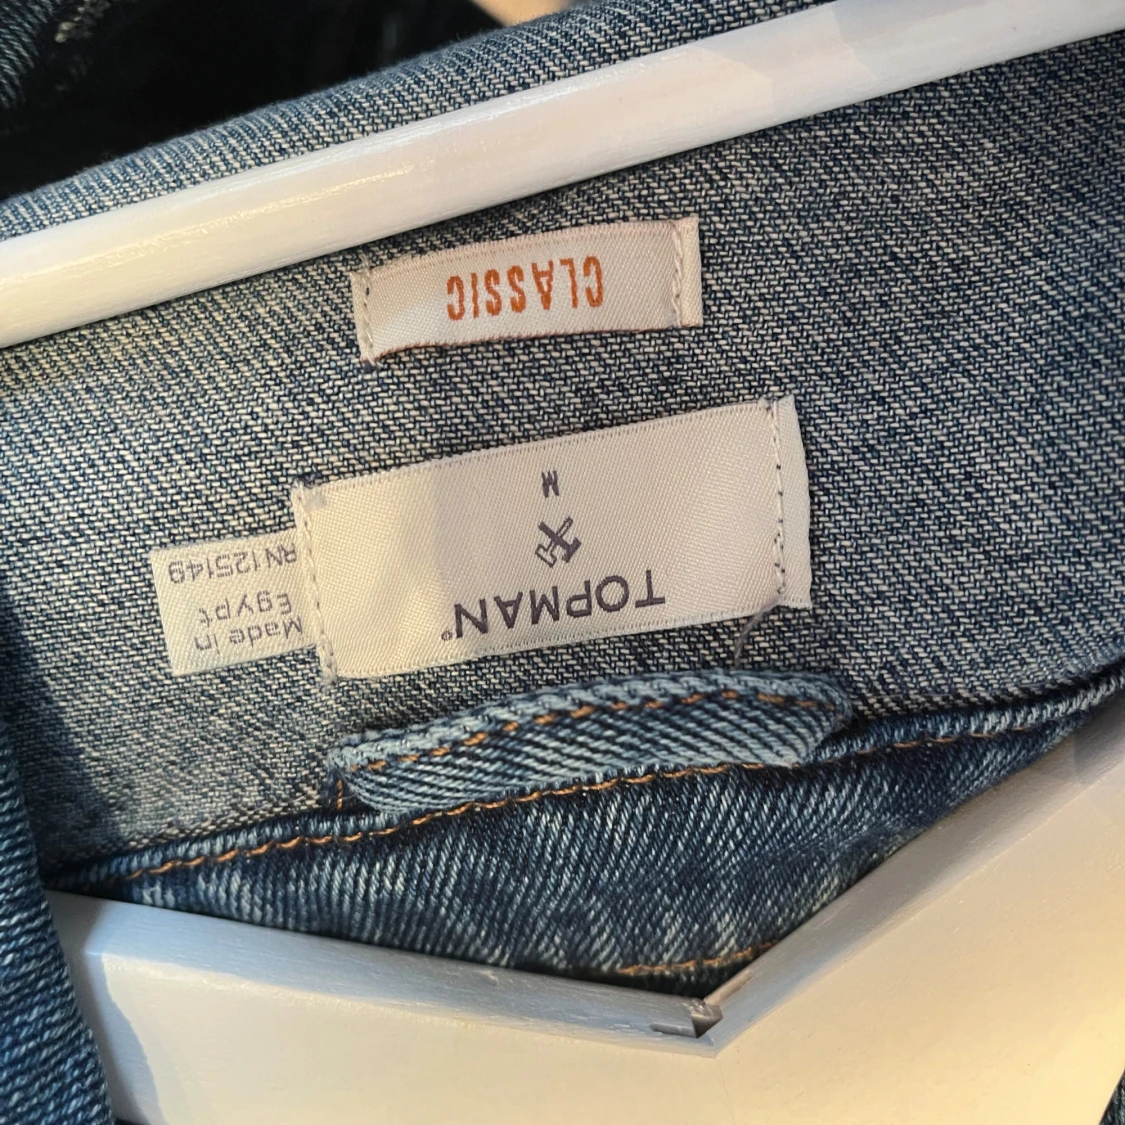 TOPMAN®
M
CLASSIC
Made in
Egypt
RN125149